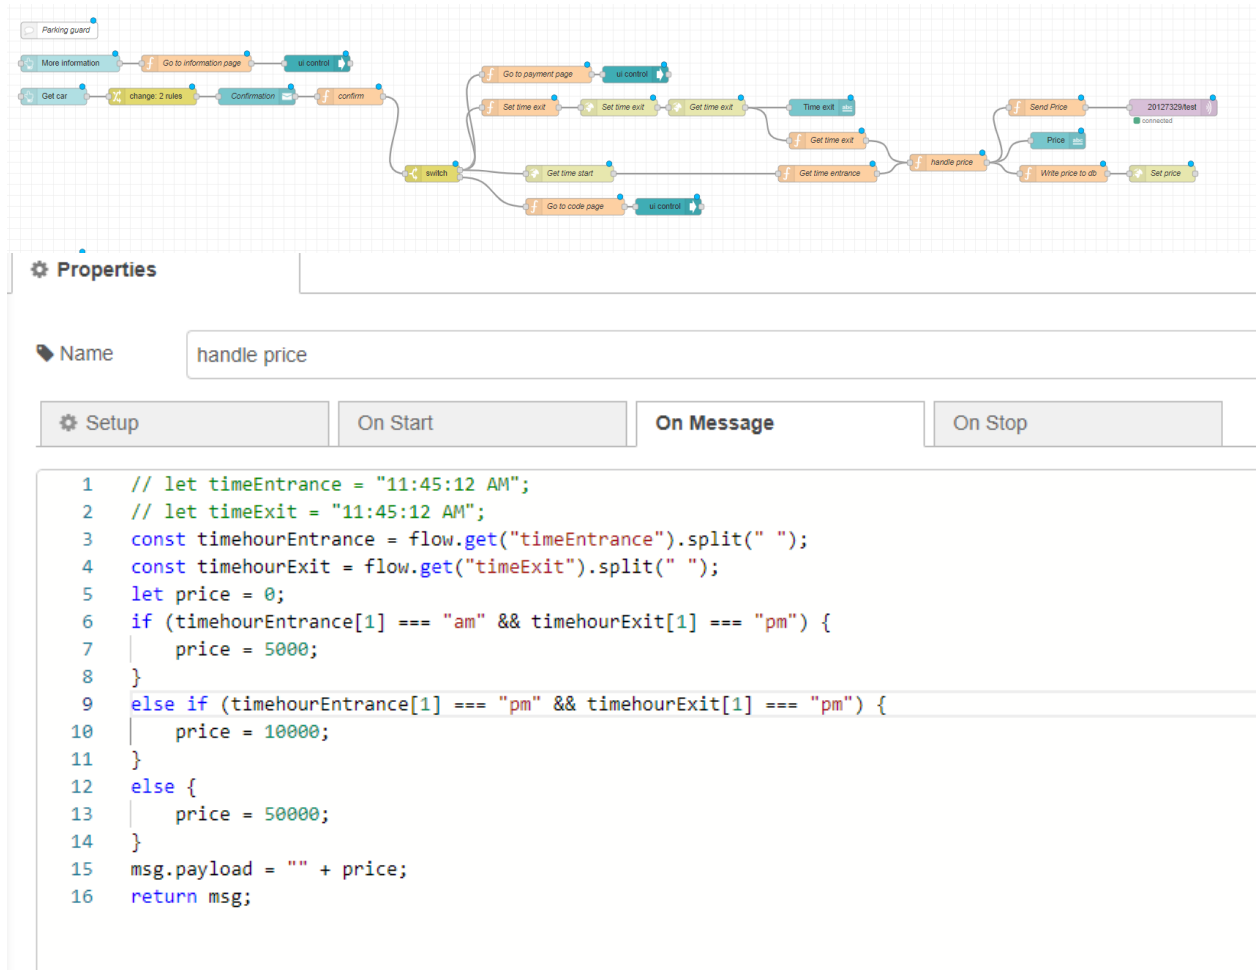 Parking guard
More information
Go to information page
ui control
Get car
change: 2 rules
Confirmation
confirm
switch
Go to payment page
ui control
Set time exit
Set time exit
Get time exit
Time exit
abc
Get time exit
Get time start
Get time entrance
Go to code page
ui control
handle price
Send Price
20127329/test
connected
Price
abc
Write price to db
Set price
Properties
Name
handle price
Setup
On Start
On Message
On Stop
1 // let timeEntrance = "11:45:12 AM";
2 // let timeExit = "11:45:12 AM";
3 const timehourEntrance = flow.get("timeEntrance").split(" ");
4 const timehourExit = flow.get("timeExit").split(" ");
5 let price = 0;
6 if (timehourEntrance[1] === "am" && timehourExit[1] === "pm") {
7 price = 5000;
8 }
9 else if (timehourEntrance[1] === "pm" && timehourExit[1] === "pm") {
10 price = 10000;
11 }
12 else {
13 price = 50000;
14 }
15 msg.payload = "" + price;
16 return msg;